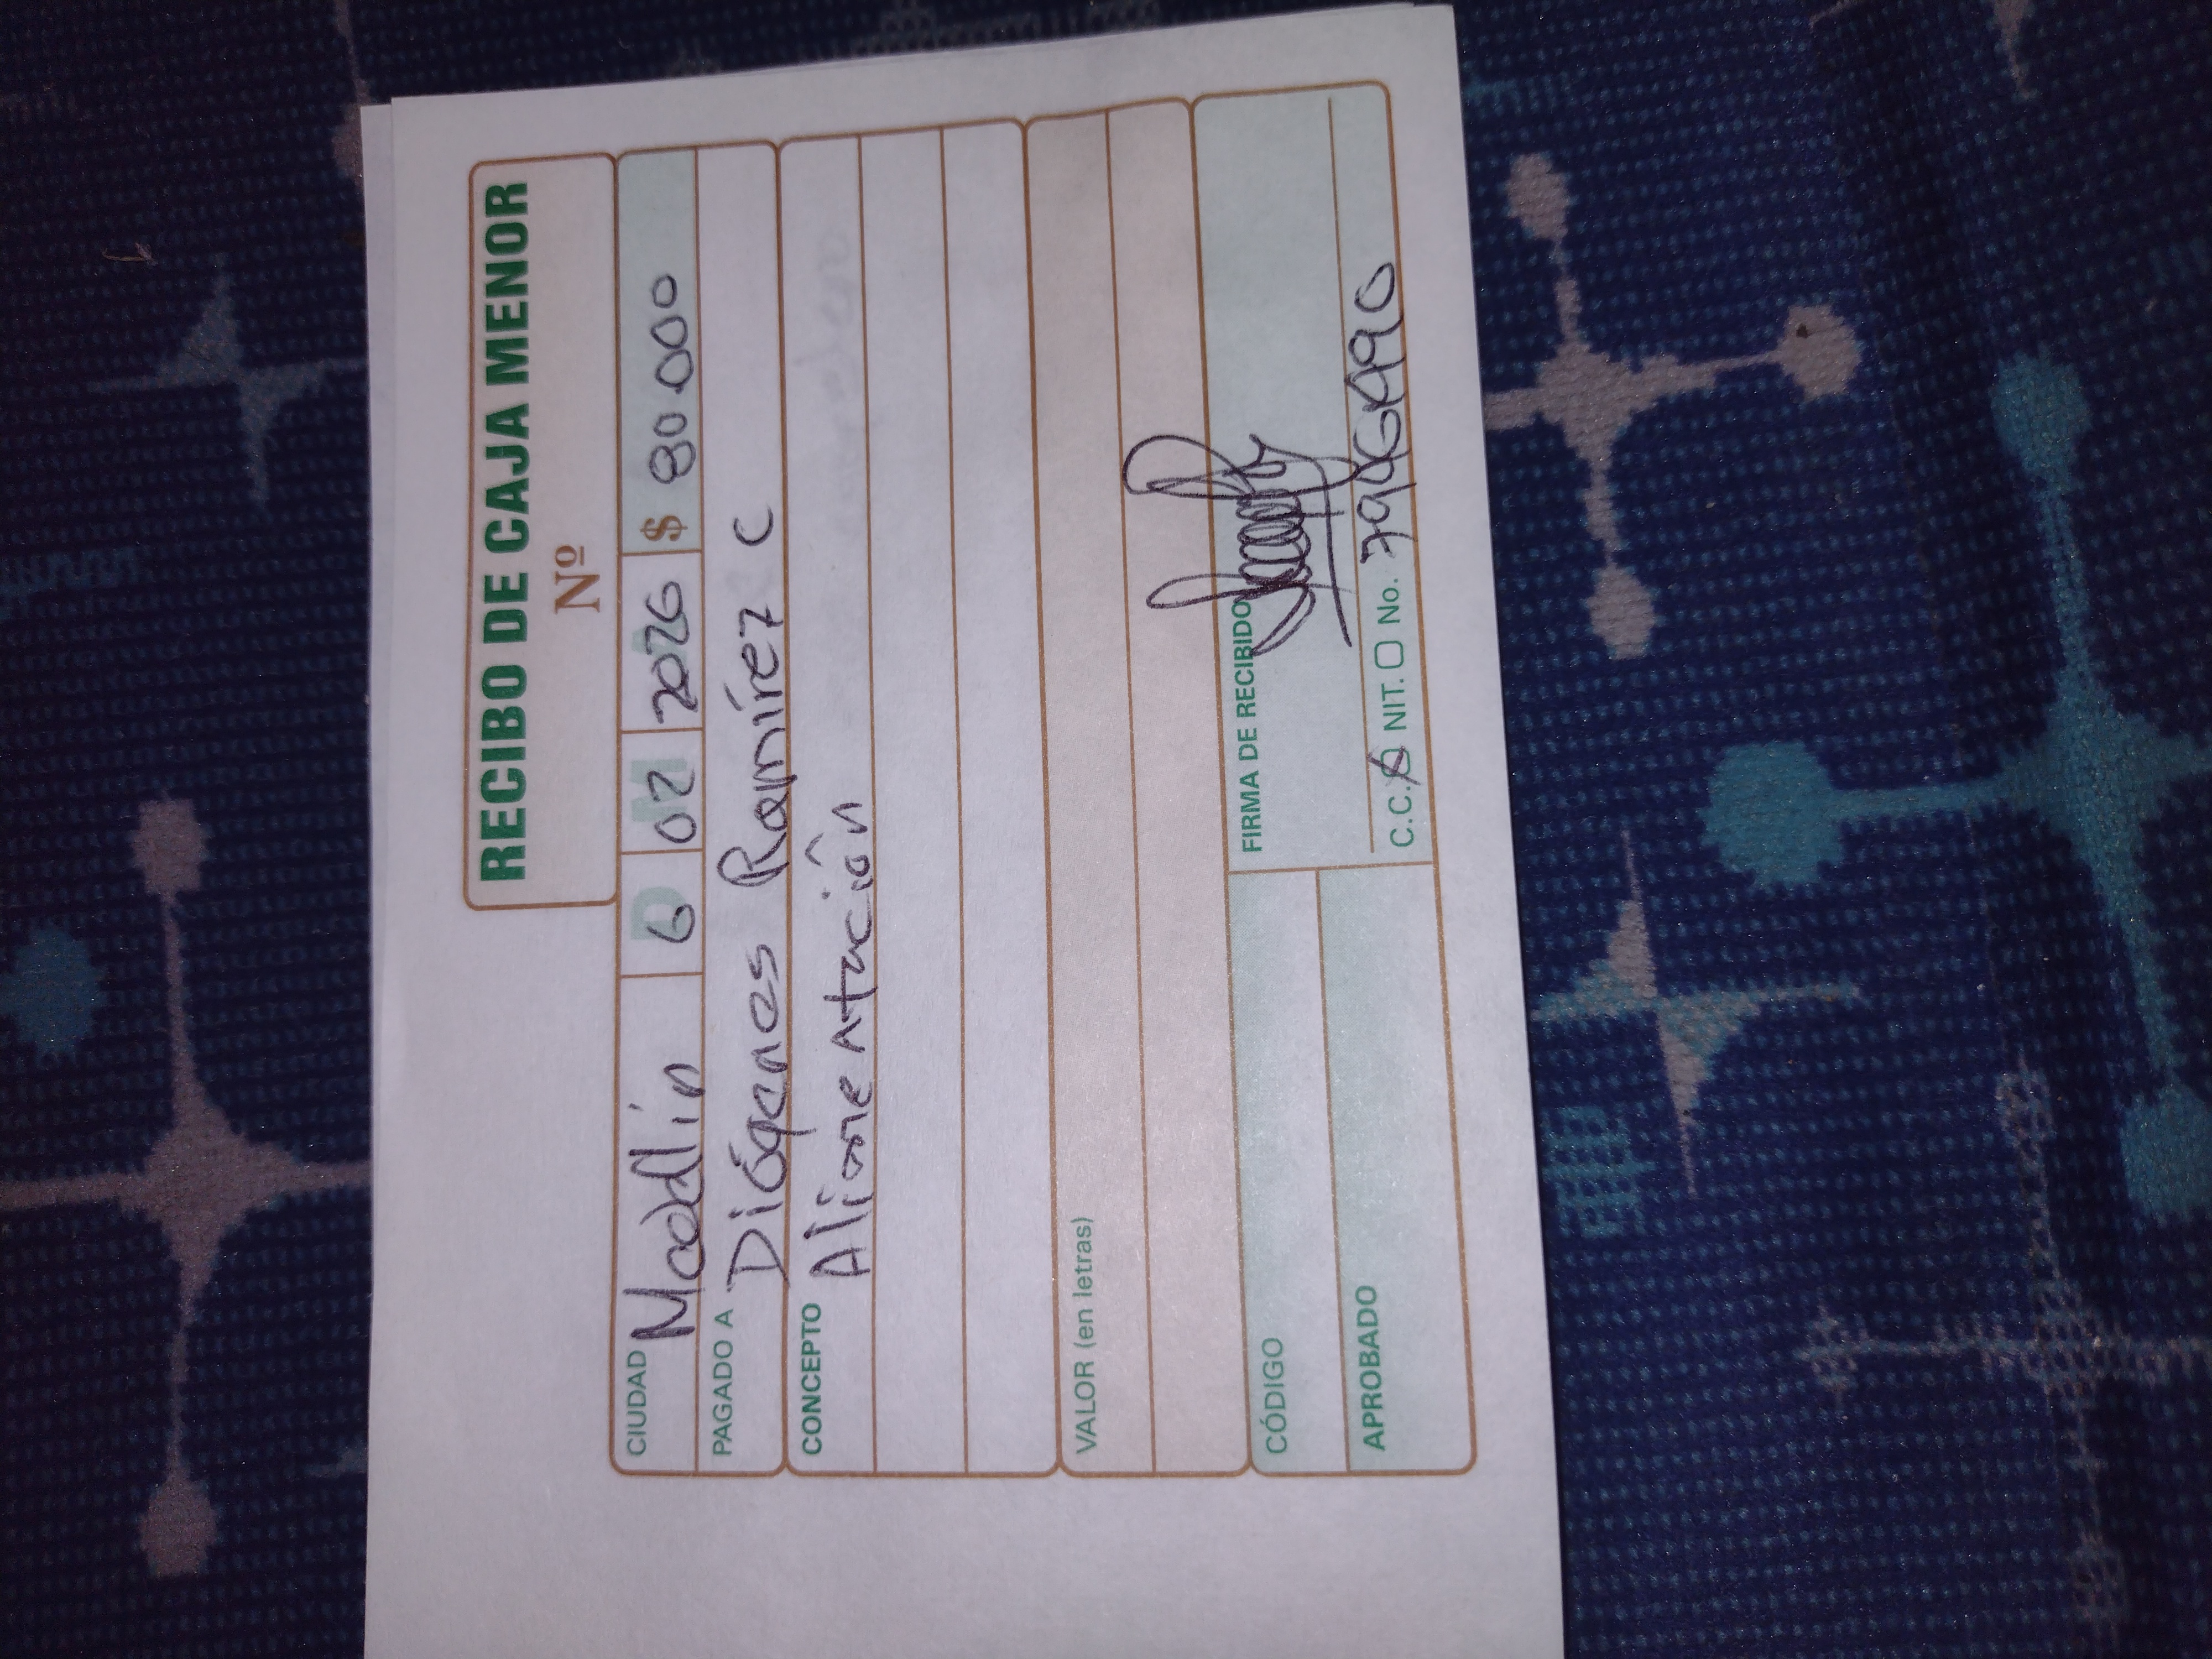 RECIBO DE CAJA MENOR
Nº
CIUDAD Medellín 6 02 2026 $ 80.000
PAGADO A Diógenes Ramírez C
CONCEPTO Alimentación
VALOR (en letras)
CÓDIGO
FIRMA DE RECIBIDO
APROBADO
C.C. NIT. No.